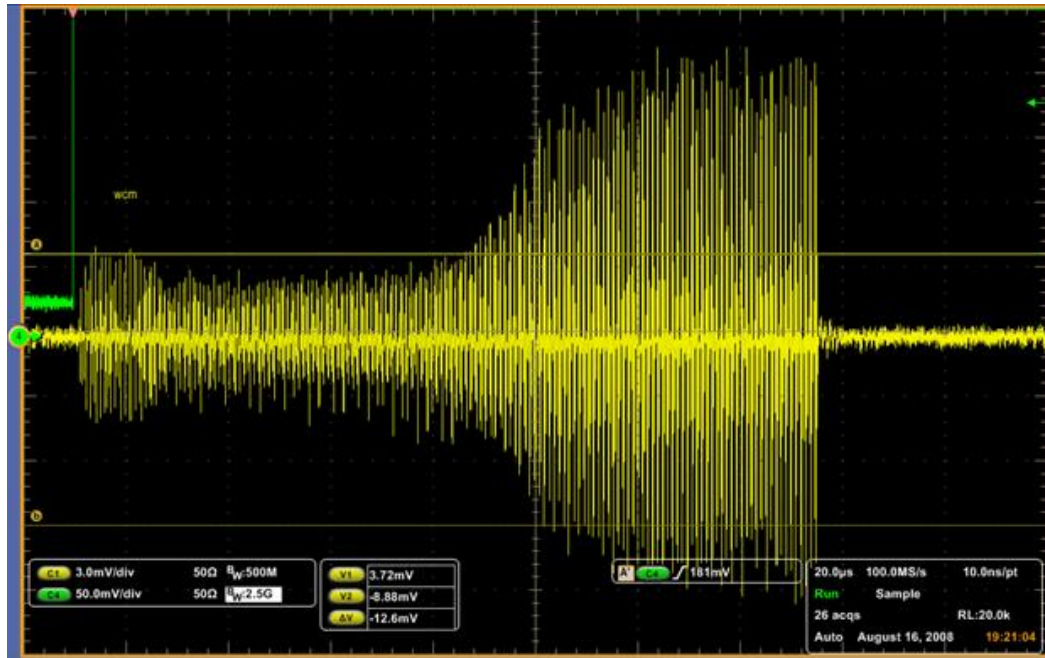 wcm
a
4
b
C1 3.0mV/div 50Ω BW:500M
C4 50.0mV/div 50Ω BW:2.5G
V1 3.72mV
V2 -8.88mV
ΔV -12.6mV
A' C4 181mV
20.0µs 100.0MS/s 10.0ns/pt
Run Sample
26 acqs RL:20.0k
Auto August 16, 2008 19:21:04